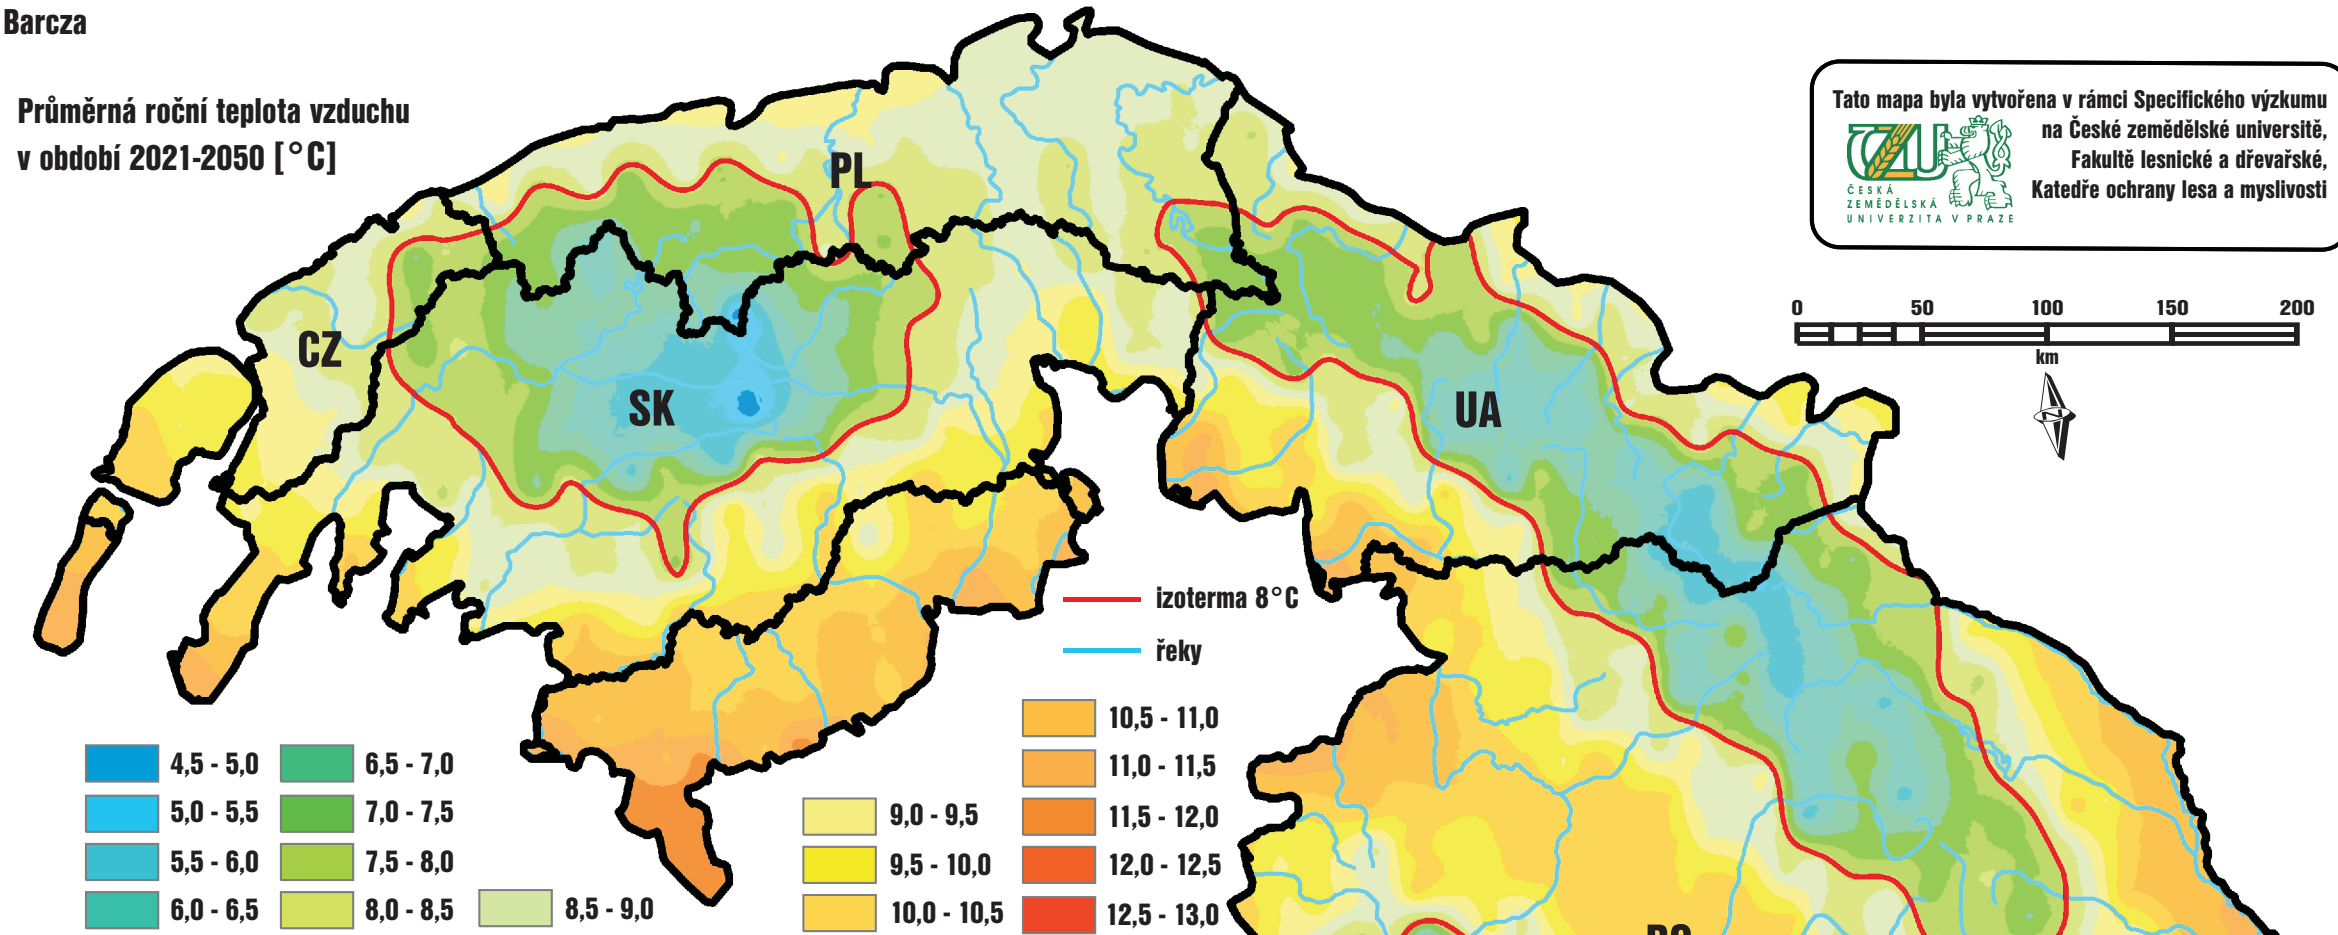 Barcza
Průměrná roční teplota vzduchu
v období 2021-2050 [°C]
Tato mapa byla vytvořena v rámci Specifického výzkumu
na České zemědělské universitě,
Fakultě lesnické a dřevařské,
Katedře ochrany lesa a myslivosti
ČZU
ČESKÁ
ZEMĚDĚLSKÁ
UNIVERZITA V PRAZE
0 50 100 150 200
km
N
PL
CZ
SK
UA
izoterma 8°C
řeky
4,5 - 5,0
5,0 - 5,5
5,5 - 6,0
6,0 - 6,5
6,5 - 7,0
7,0 - 7,5
7,5 - 8,0
8,0 - 8,5
8,5 - 9,0
9,0 - 9,5
9,5 - 10,0
10,0 - 10,5
10,5 - 11,0
11,0 - 11,5
11,5 - 12,0
12,0 - 12,5
12,5 - 13,0